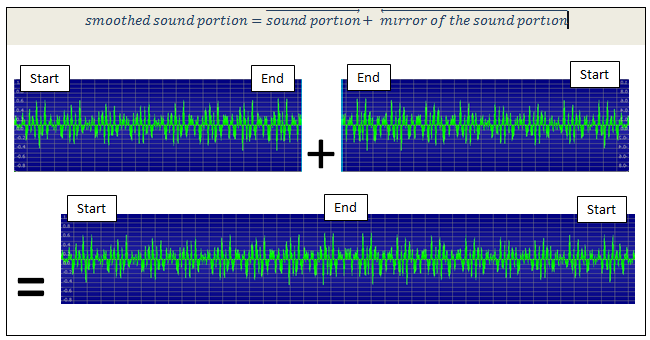 smoothed sound portion = sound portion + mirror of the sound portion
Start End End Start
+
Start End Start
=